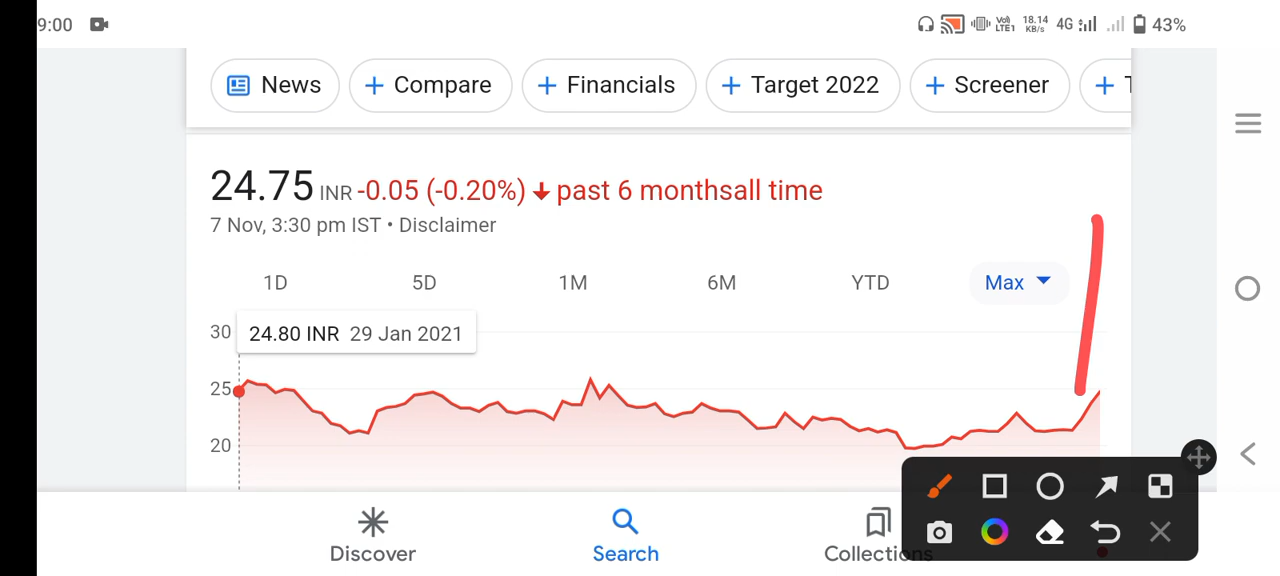 9:00 Vol) LTE1 18.14 KB/s 4G 43%
News Compare Financials Target 2022 Screener
24.75 INR -0.05 (-0.20%) past 6 monthsall time
7 Nov, 3:30 pm IST • Disclaimer
1D 5D 1M 6M YTD Max
30
24.80 INR 29 Jan 2021
25
20
Discover Search Collections